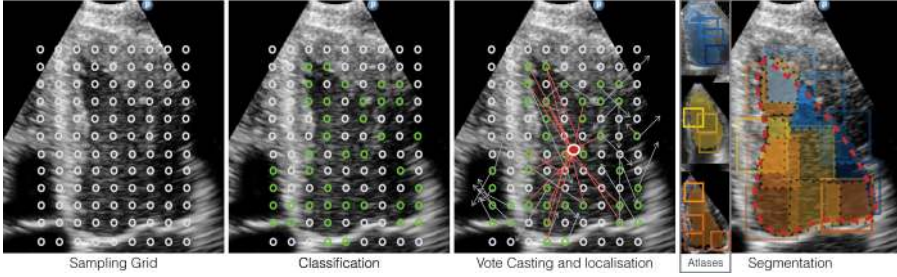 Sampling Grid
Classification
Vote Casting and localisation
Atlases
Segmentation